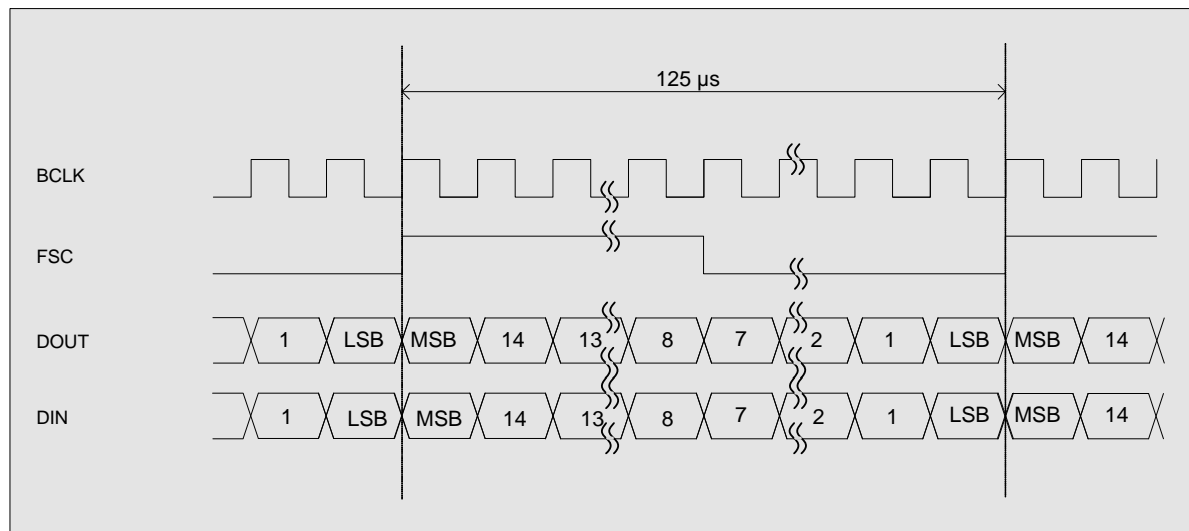 125 µs
BCLK
FSC
DOUT 1 LSB MSB 14 13 8 7 2 1 LSB MSB 14
DIN 1 LSB MSB 14 13 8 7 2 1 LSB MSB 14